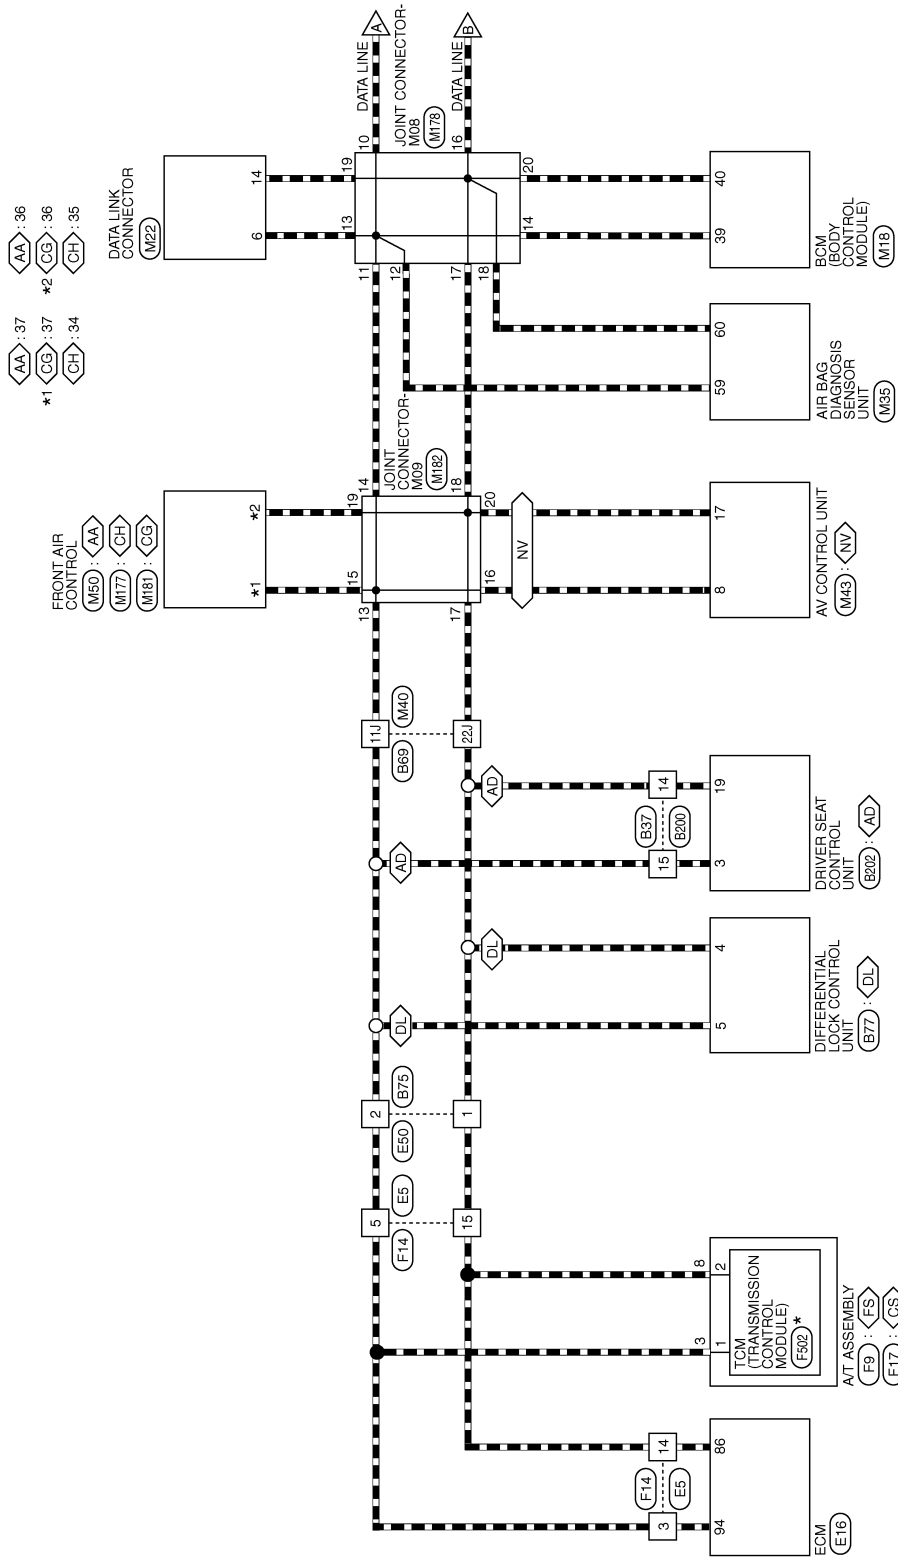 AA : 37
*1 CG : 37
CH : 34
AA : 36
*2 CG : 36
CH : 35
FRONT AIR
CONTROL
M50 : AA
M177 : CH
M181 : CG
*1
*2
DATA LINK
CONNECTOR
M22
6
14
15
19
13
14
JOINT
CONNECTOR-
M09
M182
17
18
16
20
13
19
11
10
12
DATA LINE
A
JOINT CONNECTOR-
M08
M178
17
16
18
DATA LINE
B
14
20
5
F14
E5
15
2
E50
B75
1
DL
DL
AD
AD
11J
B69
M40
22J
NV
3
F14
E5
14
15
B37
B200
14
94
86
ECM
E16
3
8
1
2
TCM
(TRANSMISSION
CONTROL
MODULE)
F502 *
A/T ASSEMBLY
F9 : FS
F17 : CS
5
4
DIFFERENTIAL
LOCK CONTROL
UNIT
B77 : DL
3
19
DRIVER SEAT
CONTROL
UNIT
B202 : AD
8
17
AV CONTROL UNIT
M43 : NV
59
60
AIR BAG
DIAGNOSIS
SENSOR
UNIT
M35
39
40
BCM
(BODY
CONTROL
MODULE)
M18